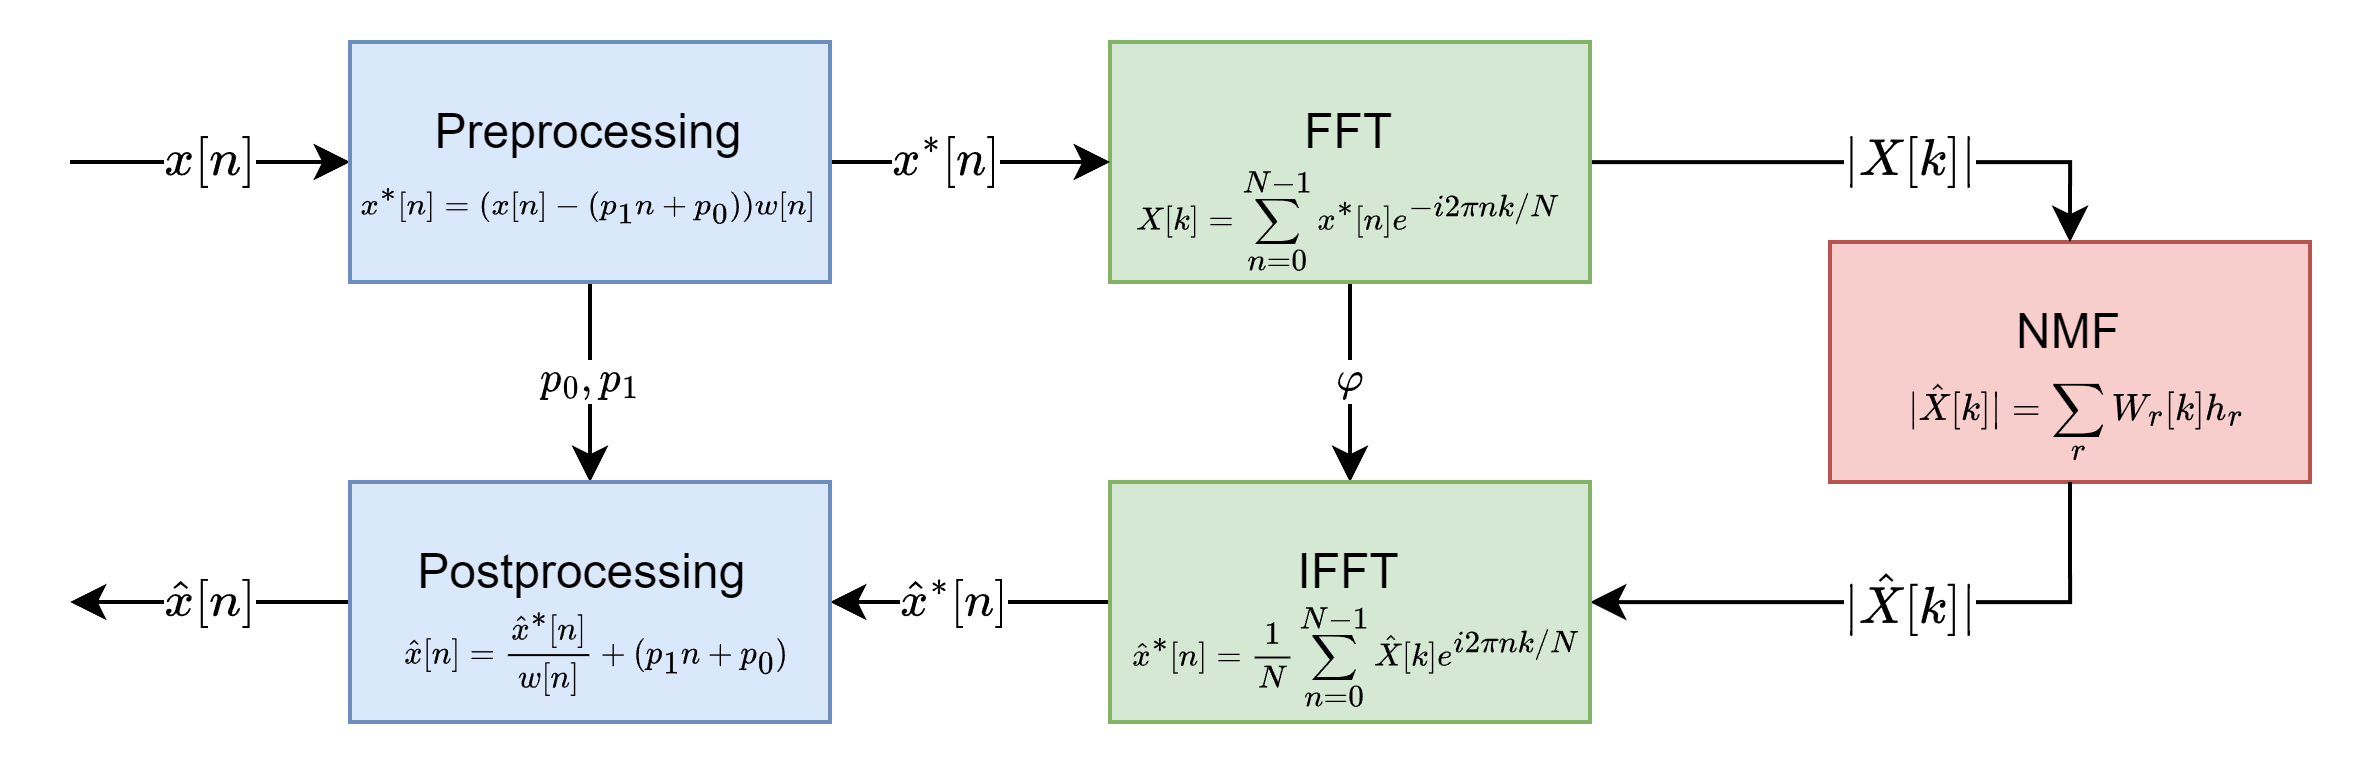 x[n]
Preprocessing
x*[n] = (x[n] − (p₁n + p₀))w[n]
x*[n]
FFT
X[k] = ∑_{n=0}^{N−1} x*[n]e^{−i2πnk/N}
|X[k]|
p₀, p₁
φ
NMF
|X̂[k]| = ∑_r W_r[k]h_r
x̂[n]
Postprocessing
x̂[n] = x̂*[n] / w[n] + (p₁n + p₀)
x̂*[n]
IFFT
x̂*[n] = 1/N ∑_{n=0}^{N−1} X̂[k]e^{i2πnk/N}
|X̂[k]|